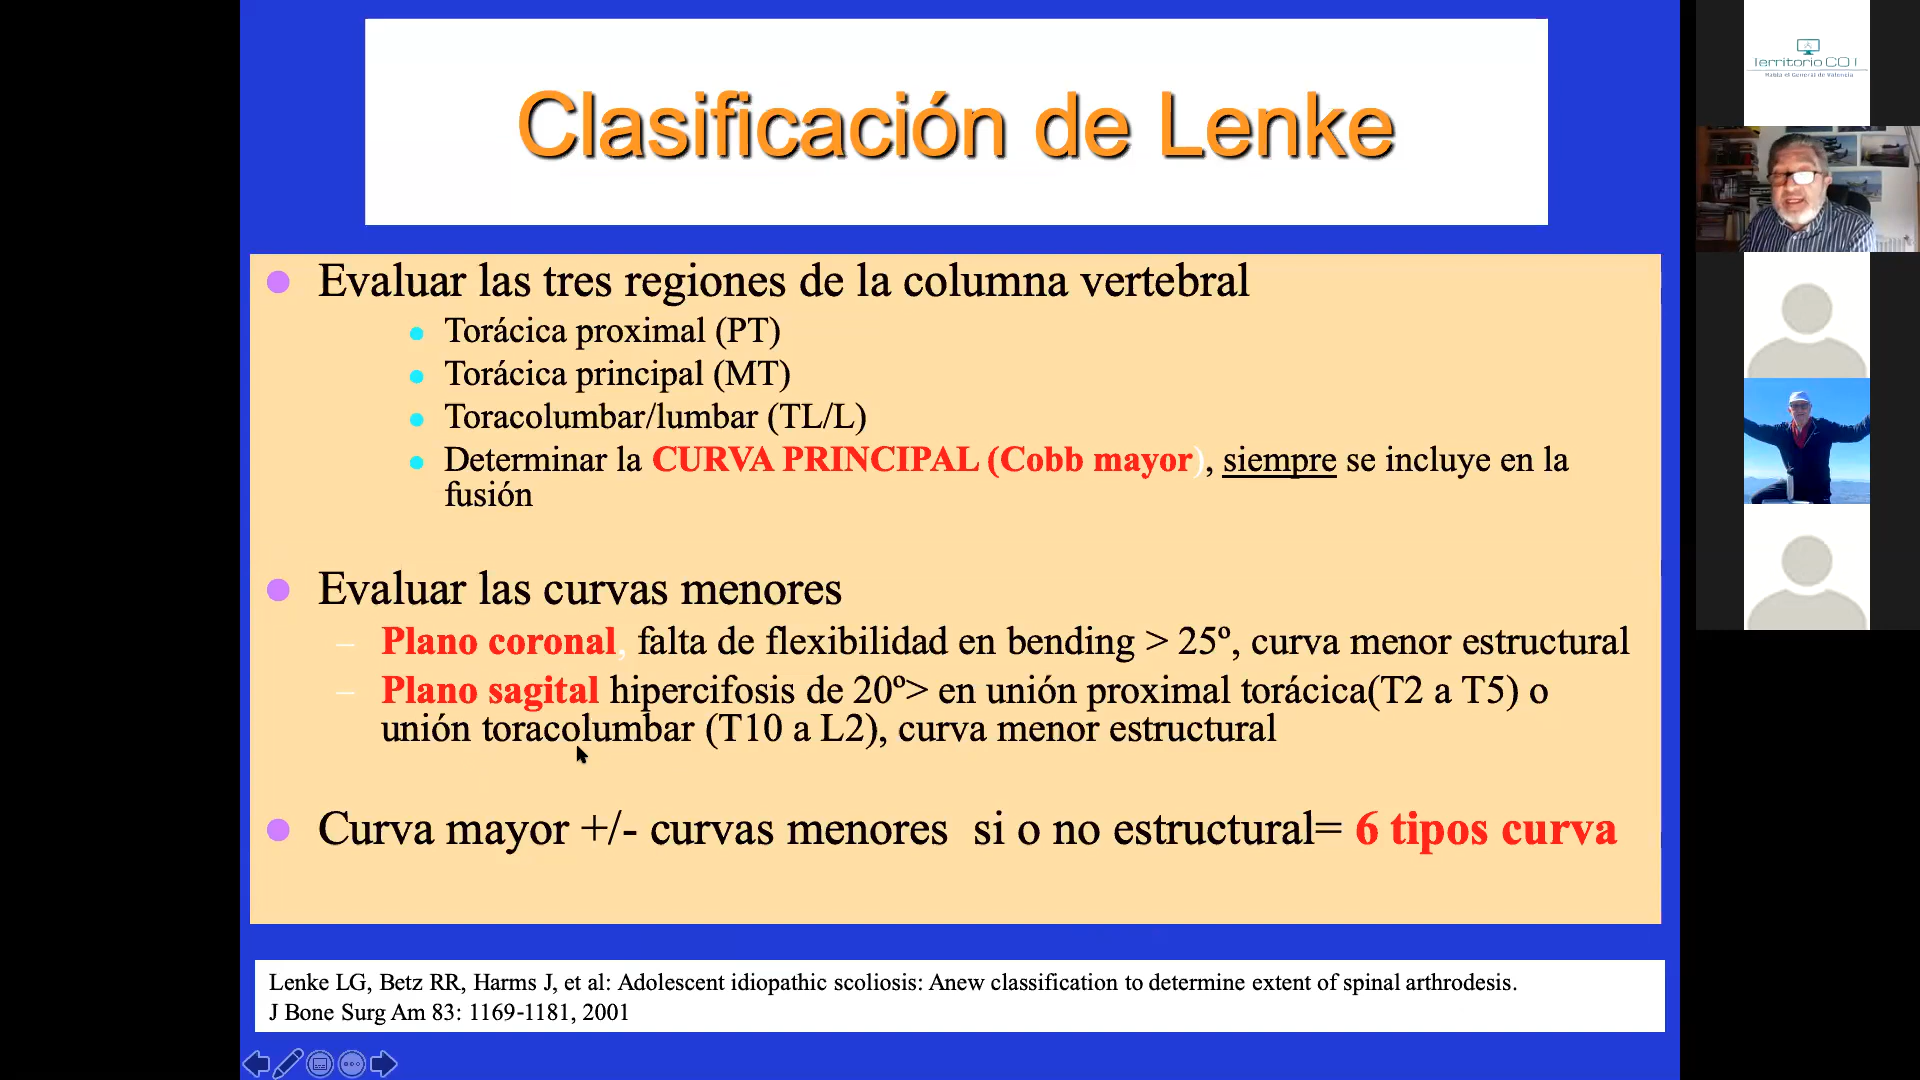 Clasificación de Lenke
Evaluar las tres regiones de la columna vertebral
Torácica proximal (PT)
Torácica principal (MT)
Toracolumbar/lumbar (TL/L)
Determinar la CURVA PRINCIPAL (Cobb mayor), siempre se incluye en la
fusión
Evaluar las curvas menores
– Plano coronal, falta de flexibilidad en bending > 25º, curva menor estructural
– Plano sagital hipercifosis de 20º> en unión proximal torácica(T2 a T5) o
unión toracolumbar (T10 a L2), curva menor estructural
Curva mayor +/- curvas menores si o no estructural= 6 tipos curva
Lenke LG, Betz RR, Harms J, et al: Adolescent idiopathic scoliosis: Anew classification to determine extent of spinal arthrodesis.
J Bone Surg Am 83: 1169-1181, 2001
Territorio CO